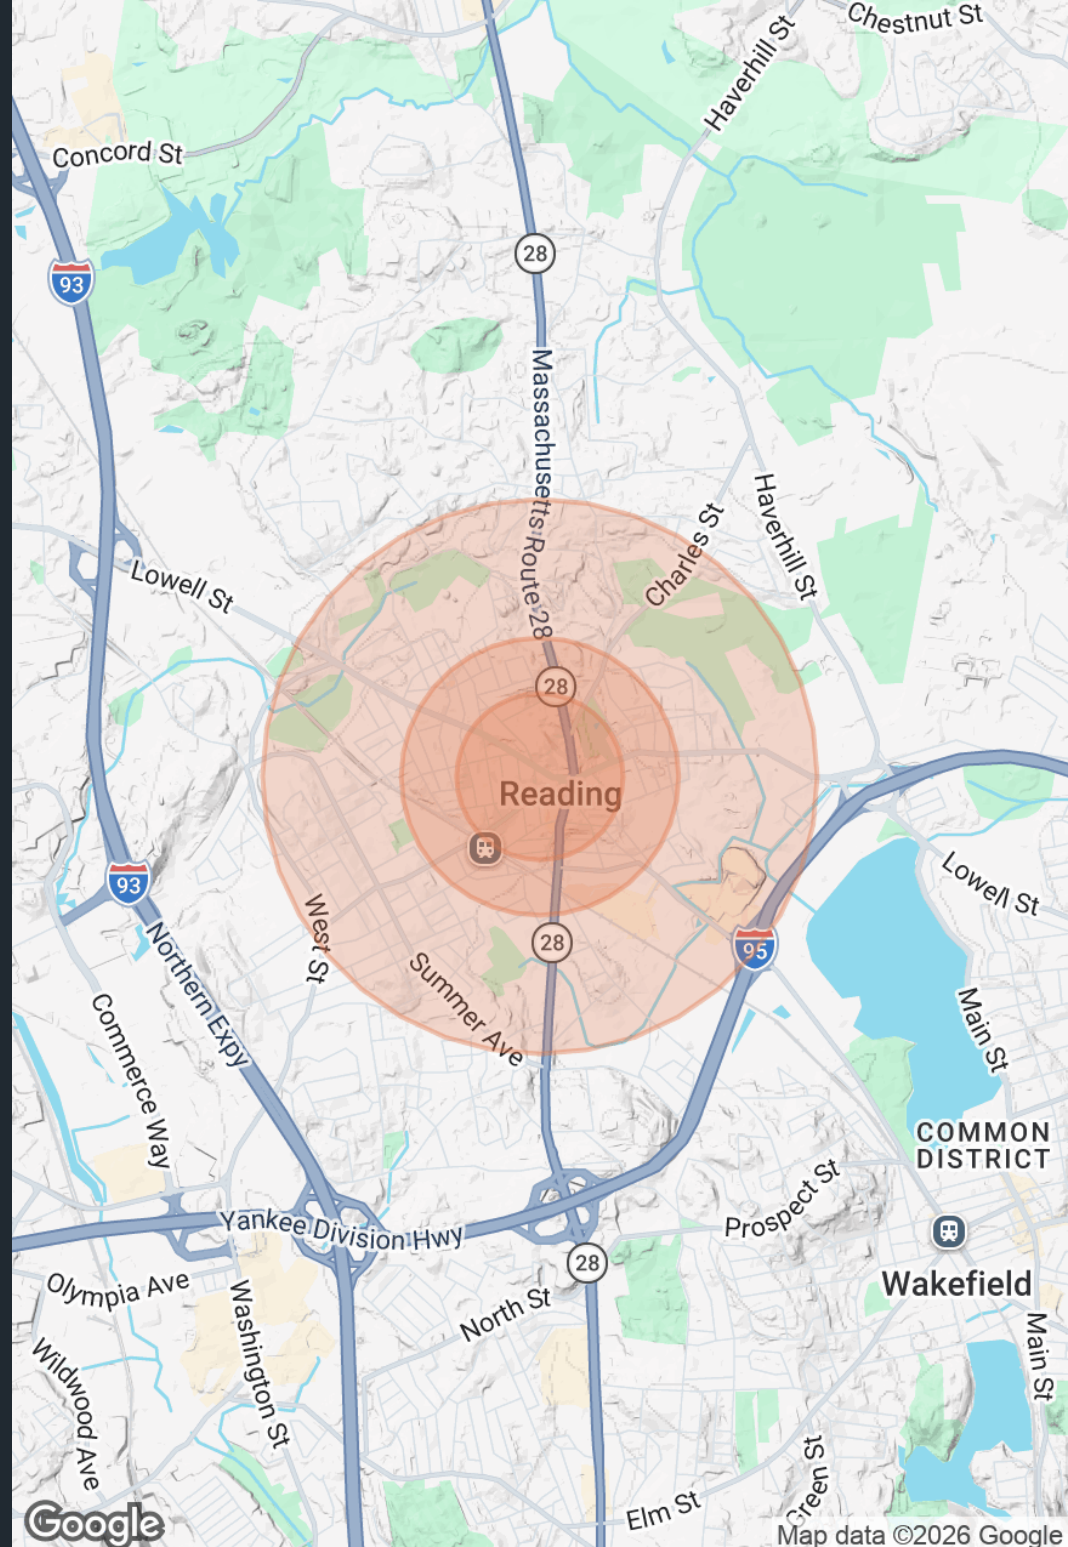 Chestnut St
Haverhill St
Concord St
28
93
Massachusetts Route 28
Haverhill St
Charles St
Lowell St
28
Reading
93
Lowell St
West St
28
95
Northern Expy
Summer Ave
Commerce Way
Main St
COMMON
DISTRICT
Prospect St
Yankee Division Hwy
28
Wakefield
Olympia Ave
North St
Washington St
Main St
Wildwood Ave
Green St
Elm St
Google
Map data ©2026 Google